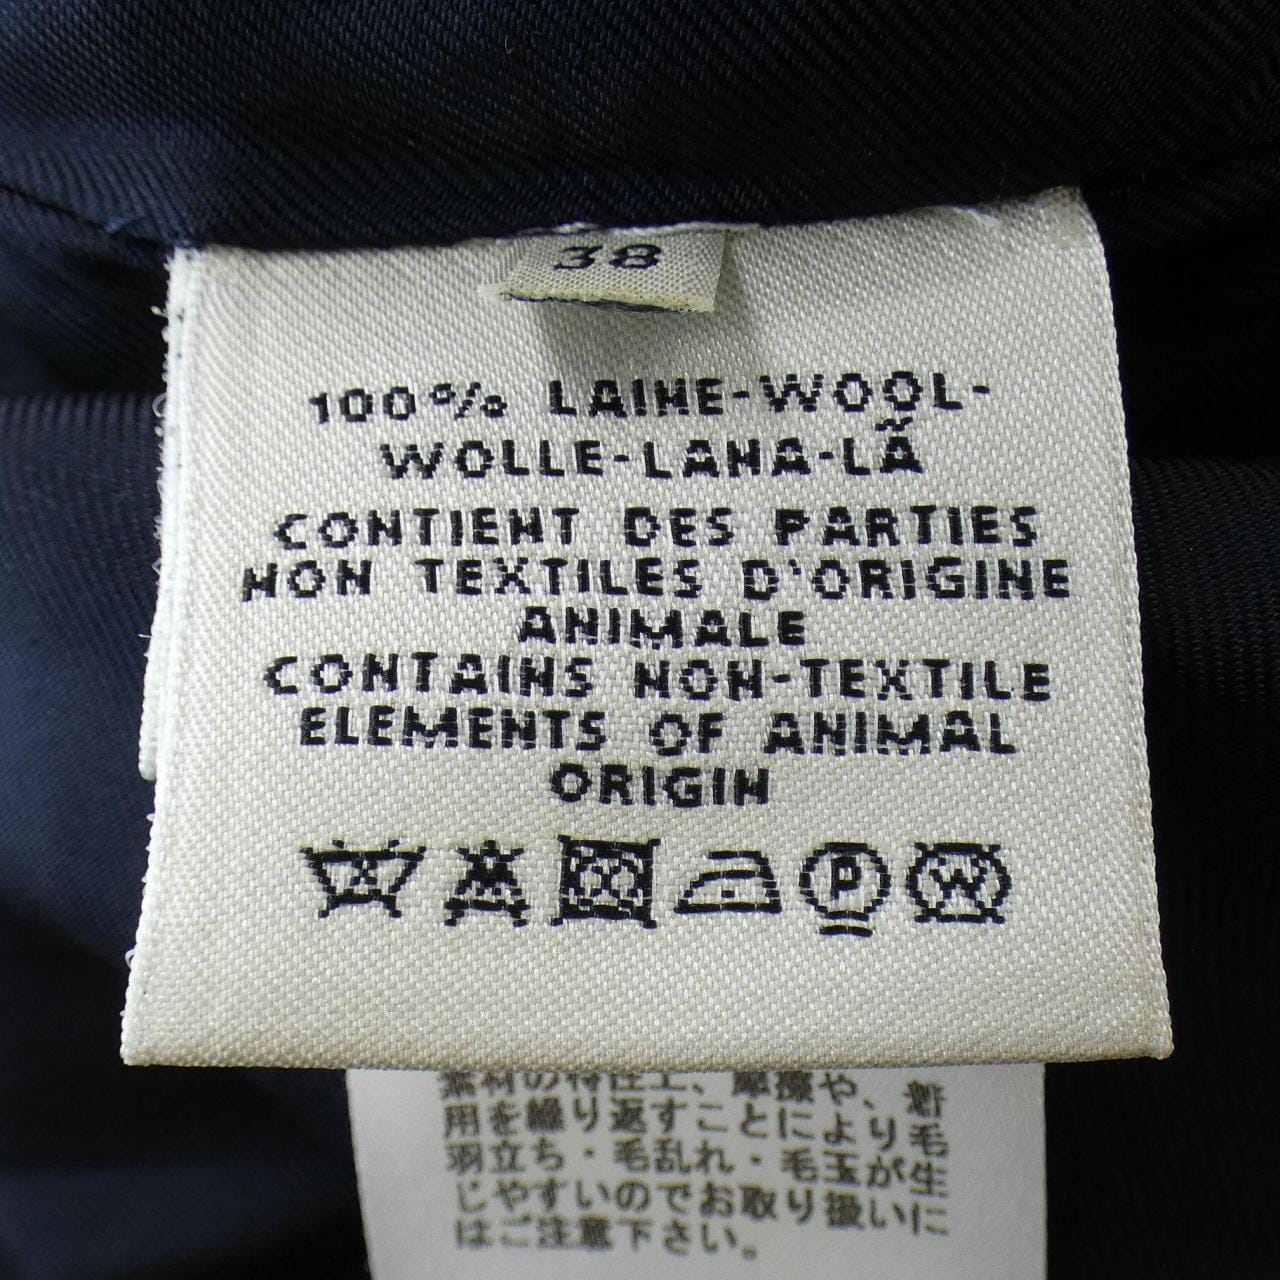 38
100% LAINE-WOOL-
WOLLE-LANA-LÃ
CONTIENT DES PARTIES
NON TEXTILES D'ORIGINE
ANIMALE
CONTAINS NON-TEXTILE
ELEMENTS OF ANIMAL
ORIGIN
P W
素材の特性上、摩擦や、着
用を繰り返すことにより毛
羽立ち・毛乱れ・毛玉が生
じやすいのでお取り扱いに
はご注意下さい。